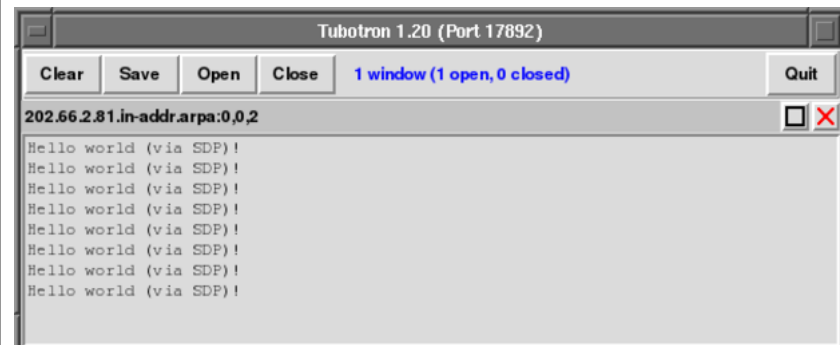 Tubotron 1.20 (Port 17892)
Clear Save Open Close 1 window (1 open, 0 closed) Quit
202.66.2.81.in-addr.arpa:0,0,2
Hello world (via SDP)!
Hello world (via SDP)!
Hello world (via SDP)!
Hello world (via SDP)!
Hello world (via SDP)!
Hello world (via SDP)!
Hello world (via SDP)!
Hello world (via SDP)!